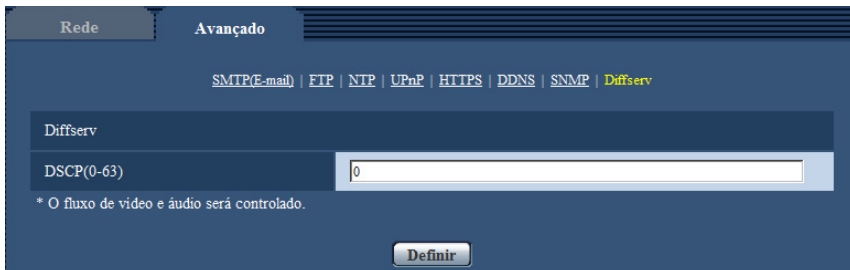 Rede Avançado
SMTP(E-mail) | FTP | NTP | UPnP | HTTPS | DDNS | SNMP | Diffserv
Diffserv
DSCP(0-63) 0
* O fluxo de vídeo e áudio será controlado.
Definir